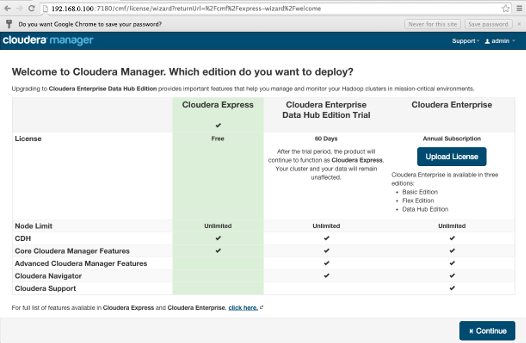 192.168.0.100:7180/cmf/license/wizard?returnUrl=%2Fcmf%2Fexpress-wizard%2Fwelcome
Do you want Google Chrome to save your password?
Never for this site
Save password
cloudera manager
Support
admin
Welcome to Cloudera Manager. Which edition do you want to deploy?
Upgrading to Cloudera Enterprise Data Hub Edition provides important features that help you manage and monitor your Hadoop clusters in mission-critical environments.
Cloudera Express
Cloudera Enterprise
Data Hub Edition Trial
Cloudera Enterprise
License
Free
60 Days
After the trial period, the product will
continue to function as Cloudera Express.
Your cluster and your data will remain
unaffected.
Annual Subscription
Upload License
Cloudera Enterprise is available in three
editions:
• Basic Edition
• Flex Edition
• Data Hub Edition
Node Limit Unlimited Unlimited Unlimited
CDH
Core Cloudera Manager Features
Advanced Cloudera Manager Features
Cloudera Navigator
Cloudera Support
For full list of features available in Cloudera Express and Cloudera Enterprise, click here.
Continue